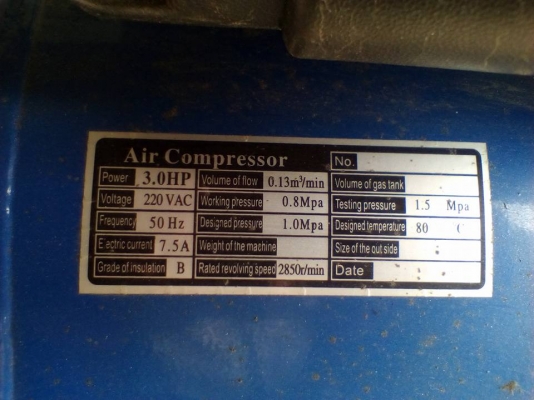 Air Compressor No.
Power 3.0HP Volume of flow 0.13m³/min Volume of gas tank
Voltage 220 VAC Working pressure 0.8Mpa Testing pressure 1.5 Mpa
Frequency 50 Hz Designed pressure 1.0Mpa Designed temperature 80 °C
E ectric current 7.5A Weight of the machine Size of the out side
Grade of insulation B Rated revolving speed 2850r/min Date